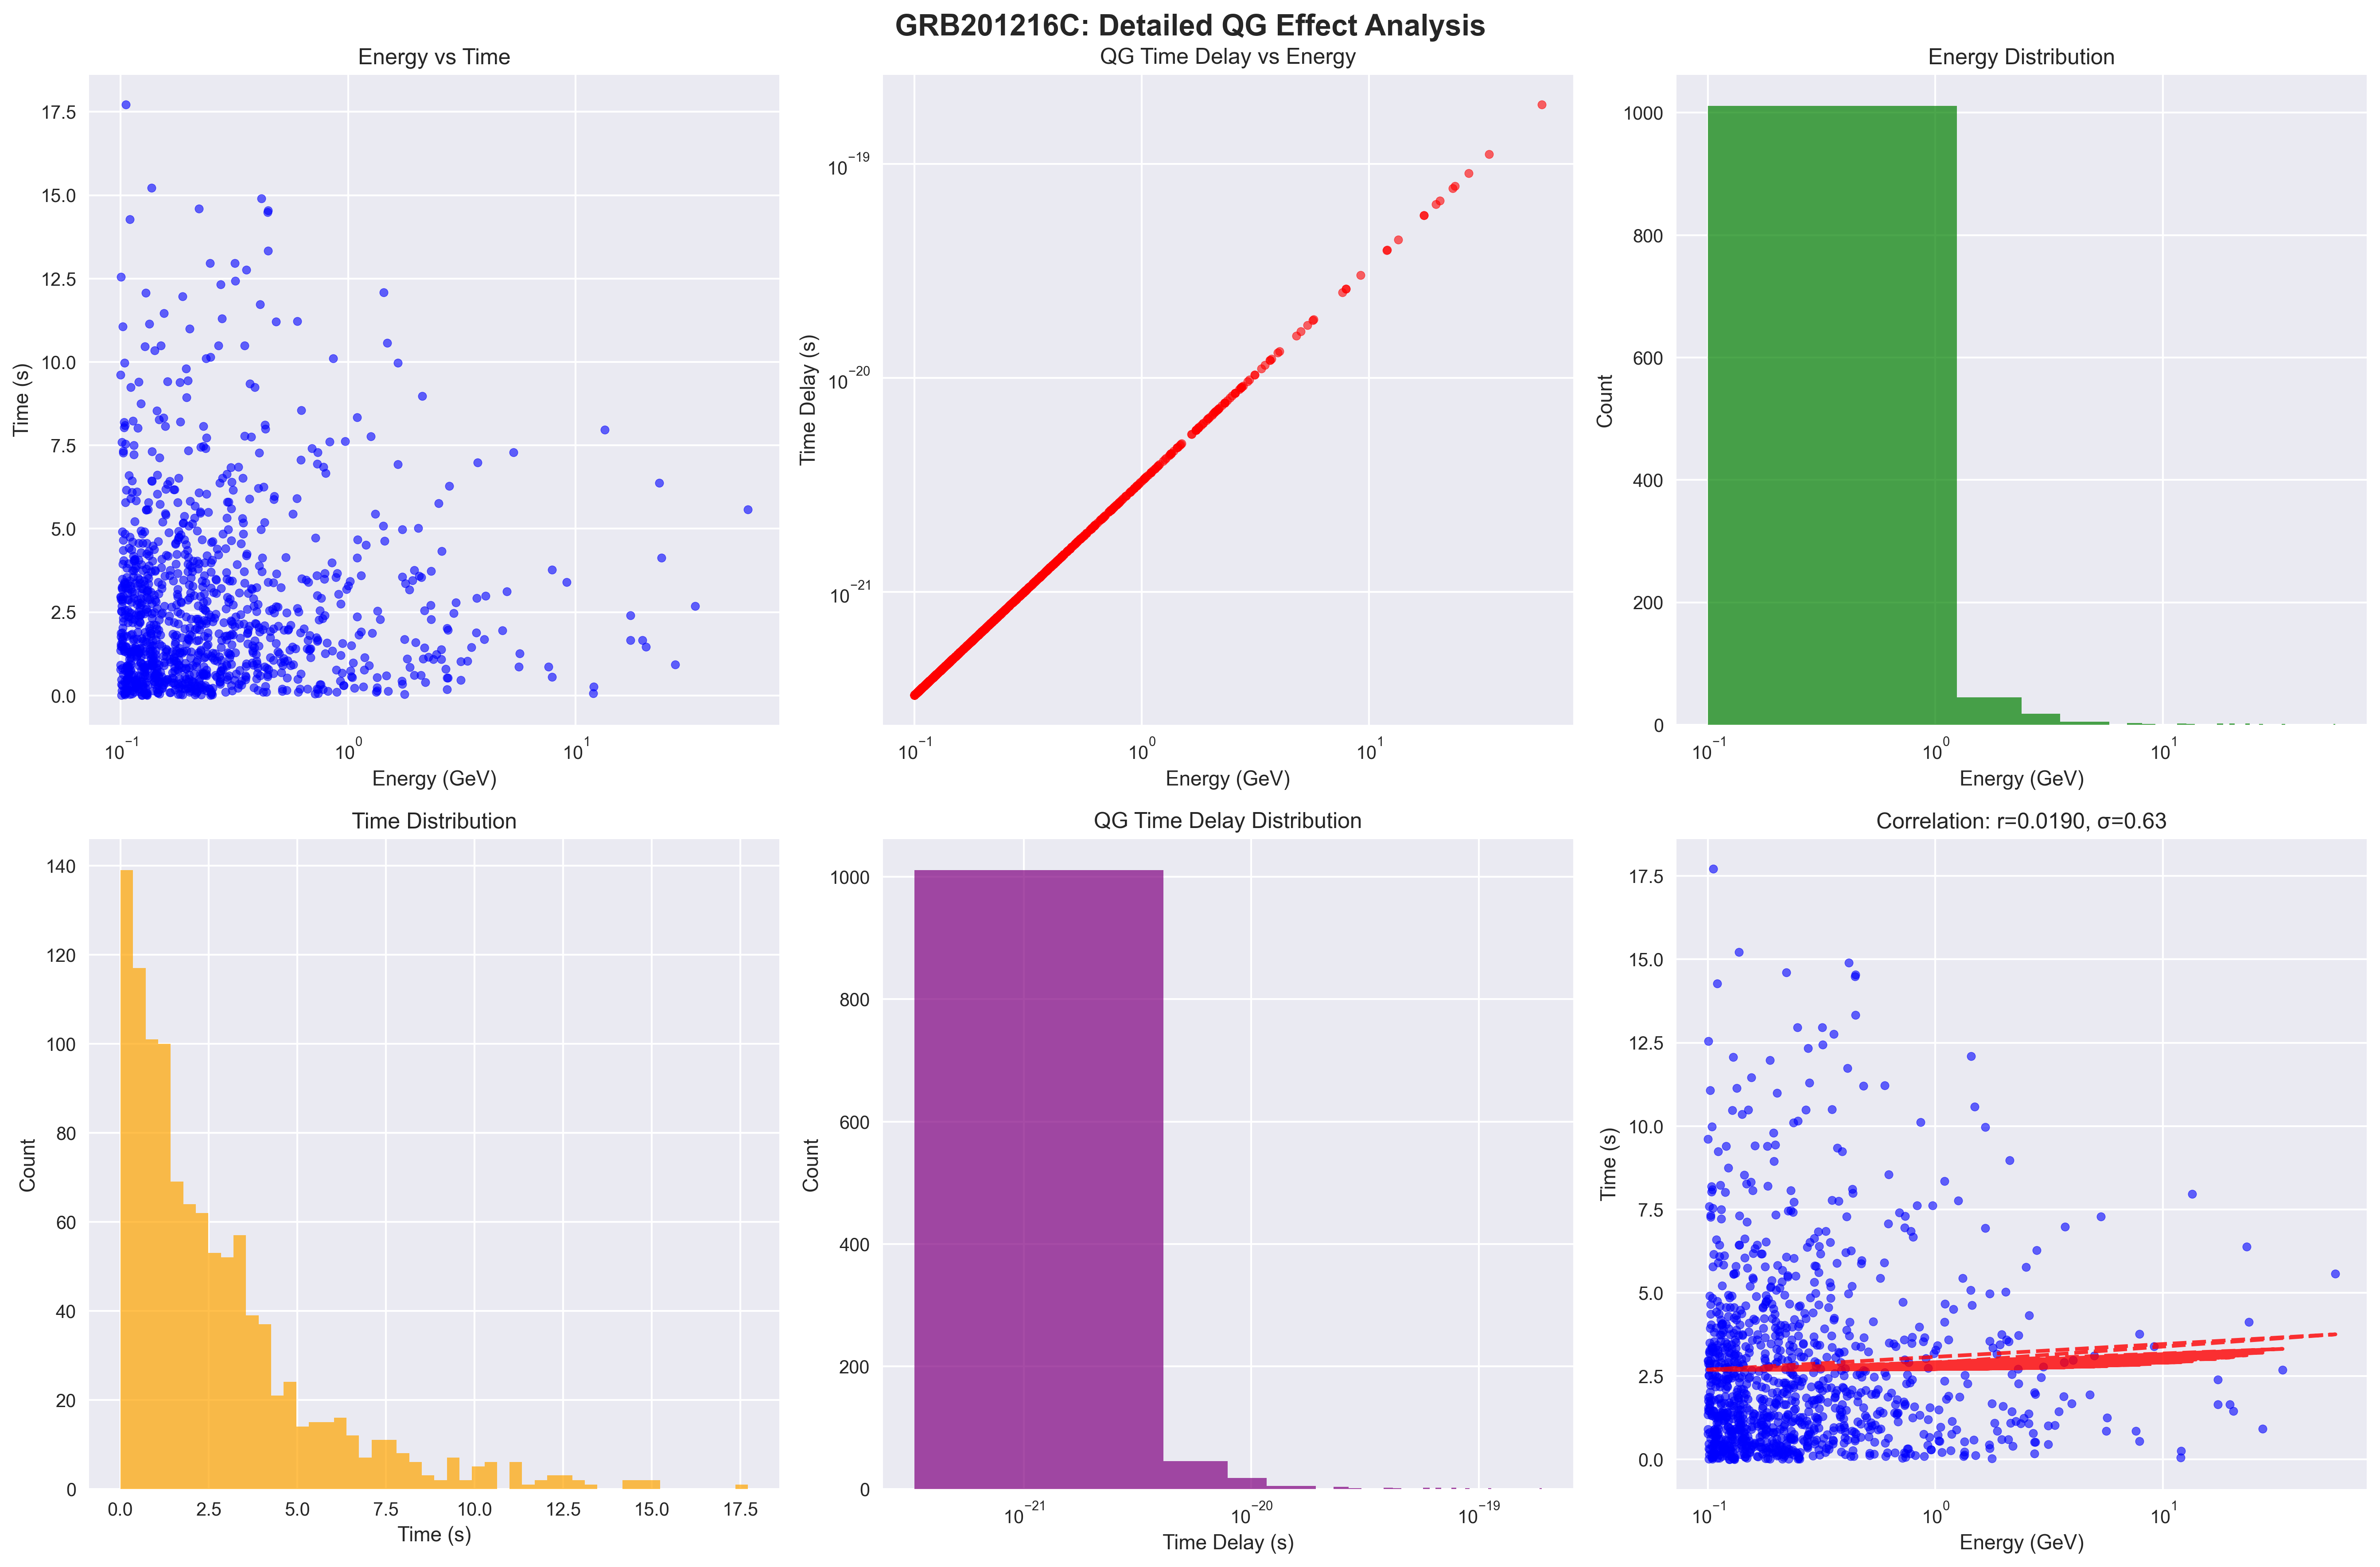 GRB201216C: Detailed QG Effect Analysis
Energy vs Time
17.5
15.0
12.5
10.0
7.5
5.0
2.5
0.0
Time (s)
10⁻¹ 10⁰ 10¹
Energy (GeV)
QG Time Delay vs Energy
10⁻¹⁹
10⁻²⁰
10⁻²¹
Time Delay (s)
10⁻¹ 10⁰ 10¹
Energy (GeV)
Energy Distribution
1000
800
600
400
200
0
Count
10⁻¹ 10⁰ 10¹
Energy (GeV)
Time Distribution
140
120
100
80
60
40
20
0
Count
0.0 2.5 5.0 7.5 10.0 12.5 15.0 17.5
Time (s)
QG Time Delay Distribution
1000
800
600
400
200
0
Count
10⁻²¹ 10⁻²⁰ 10⁻¹⁹
Time Delay (s)
Correlation: r=0.0190, σ=0.63
17.5
15.0
12.5
10.0
7.5
5.0
2.5
0.0
Time (s)
10⁻¹ 10⁰ 10¹
Energy (GeV)